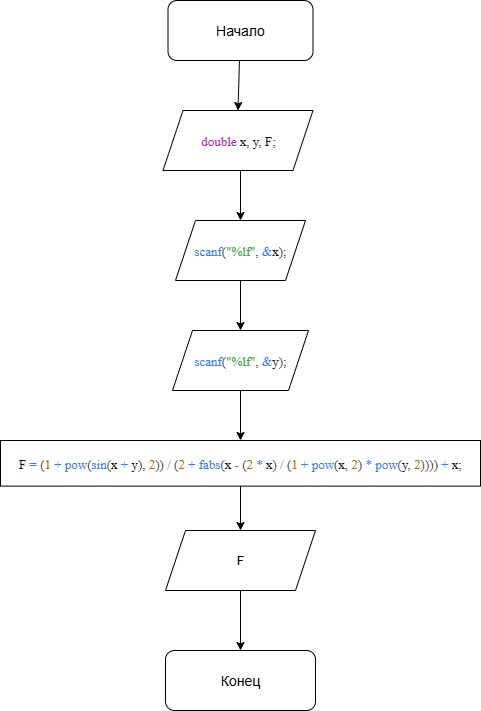 Начало
double x, y, F;
scanf("%lf", &x);
scanf("%lf", &y);
F = (1 + pow(sin(x + y), 2)) / (2 + fabs(x - (2 * x) / (1 + pow(x, 2) * pow(y, 2)))) + x;
F
Конец